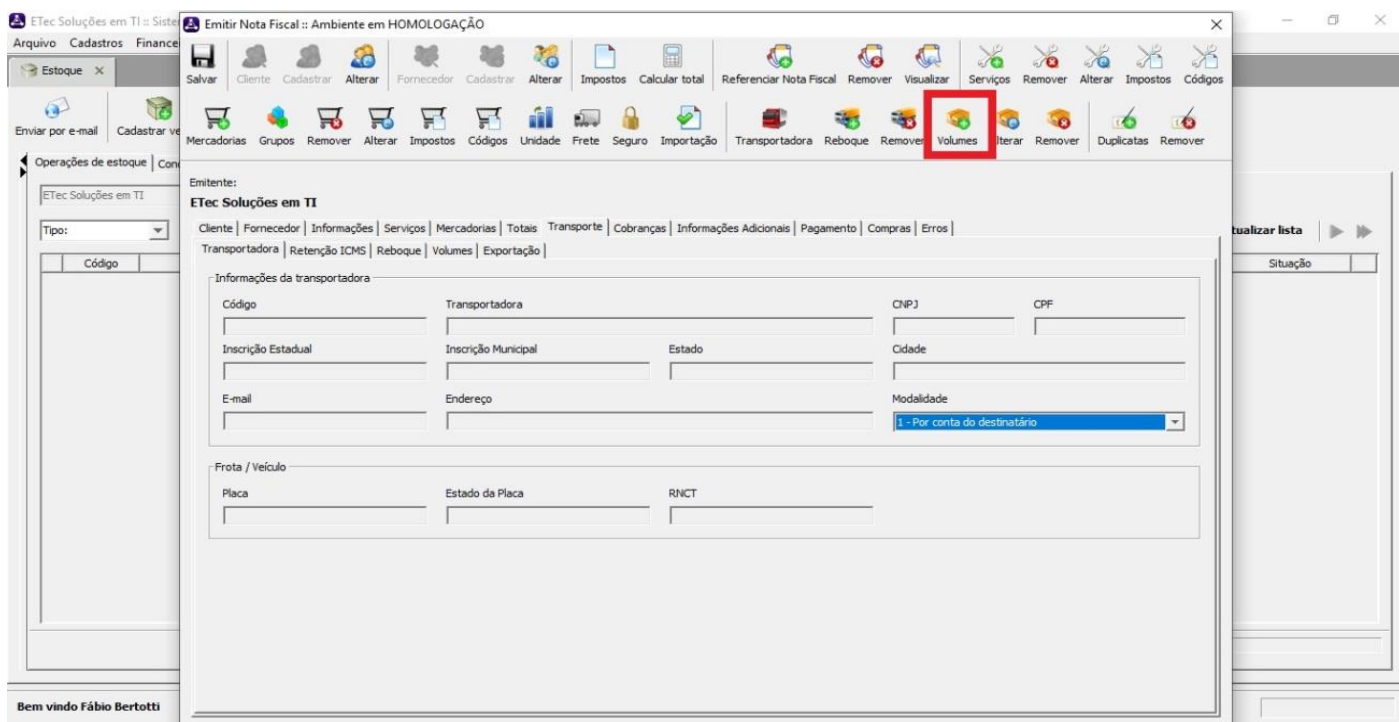 ETec Soluções em TI :: Siste
Emitir Nota Fiscal :: Ambiente em HOMOLOGAÇÃO
Arquivo Cadastros Finance
Estoque
Salvar Cliente Cadastrar Alterar Fornecedor Cadastrar Alterar Impostos Calcular total Referenciar Nota Fiscal Remover Visualizar Serviços Remover Alterar Impostos Códigos
Enviar por e-mail Cadastrar ve
Mercadorias Grupos Remover Alterar Impostos Códigos Unidade Frete Seguro Importação Transportadora Reboque Remover Volumes lterar Remover Duplicatas Remover
Operações de estoque Con
Emitente:
ETec Soluções em TI
ETec Soluções em TI
Cliente Fornecedor Informações Serviços Mercadorias Totais Transporte Cobranças Informações Adicionais Pagamento Compras Erros
Tipo:
tualizar lista
Transportadora Retenção ICMS Reboque Volumes Exportação
Código
Situação
Informações da transportadora
Código Transportadora CNPJ CPF
Inscrição Estadual Inscrição Municipal Estado Cidade
E-mail Endereço Modalidade
1 - Por conta do destinatário
Frota / Veículo
Placa Estado da Placa RNCT
Bem vindo Fábio Bertotti